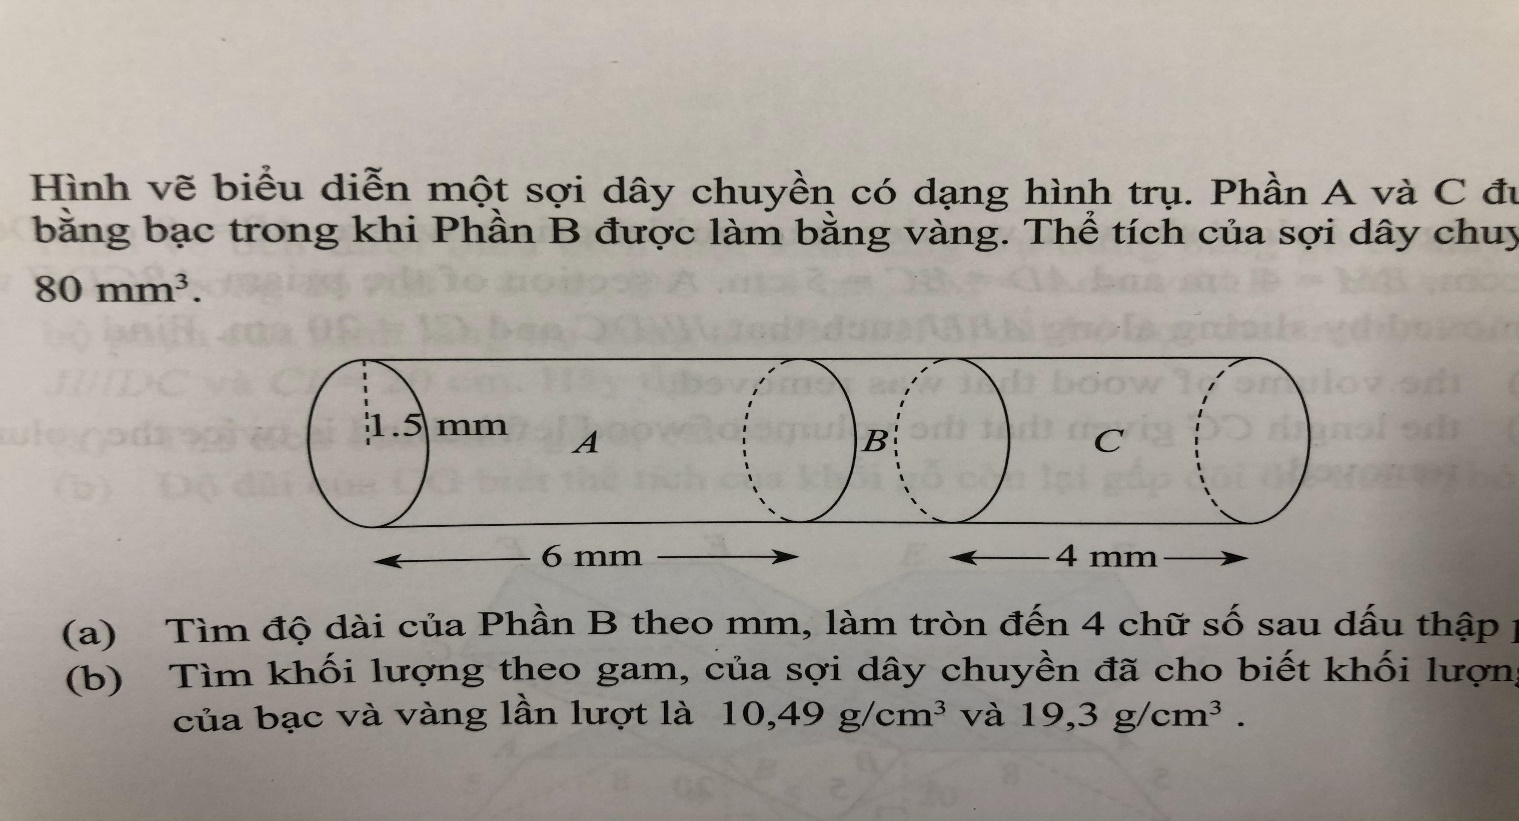 Hình vẽ biểu diễn một sợi dây chuyền có dạng hình trụ. Phần A và C
bằng bạc trong khi Phần B được làm bằng vàng. Thể tích của sợi dây
80 mm³.
1.5 mm A B C
6 mm 4 mm
(a) Tìm độ dài của Phần B theo mm, làm tròn đến 4 chữ số sau dấu thập
(b) Tìm khối lượng theo gam, của sợi dây chuyền đã cho biết khối
của bạc và vàng lần lượt là 10,49 g/cm³ và 19,3 g/cm³ .